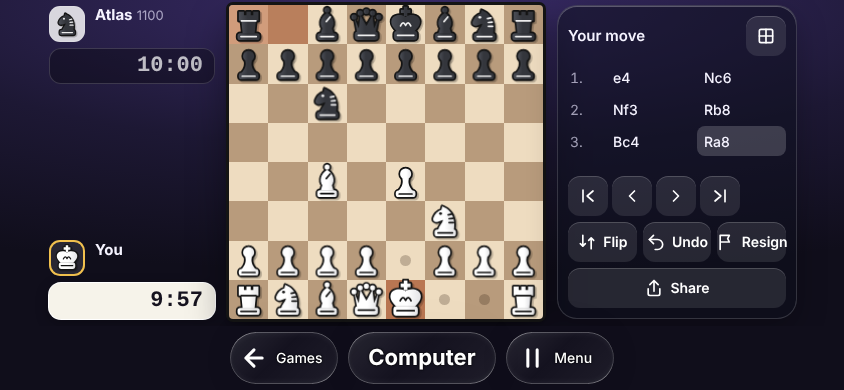 Atlas 1100
10:00
You
9:57
Your move
1. e4 Nc6
2. Nf3 Rb8
3. Bc4 Ra8
Flip Undo Resign
Share
Games Computer Menu